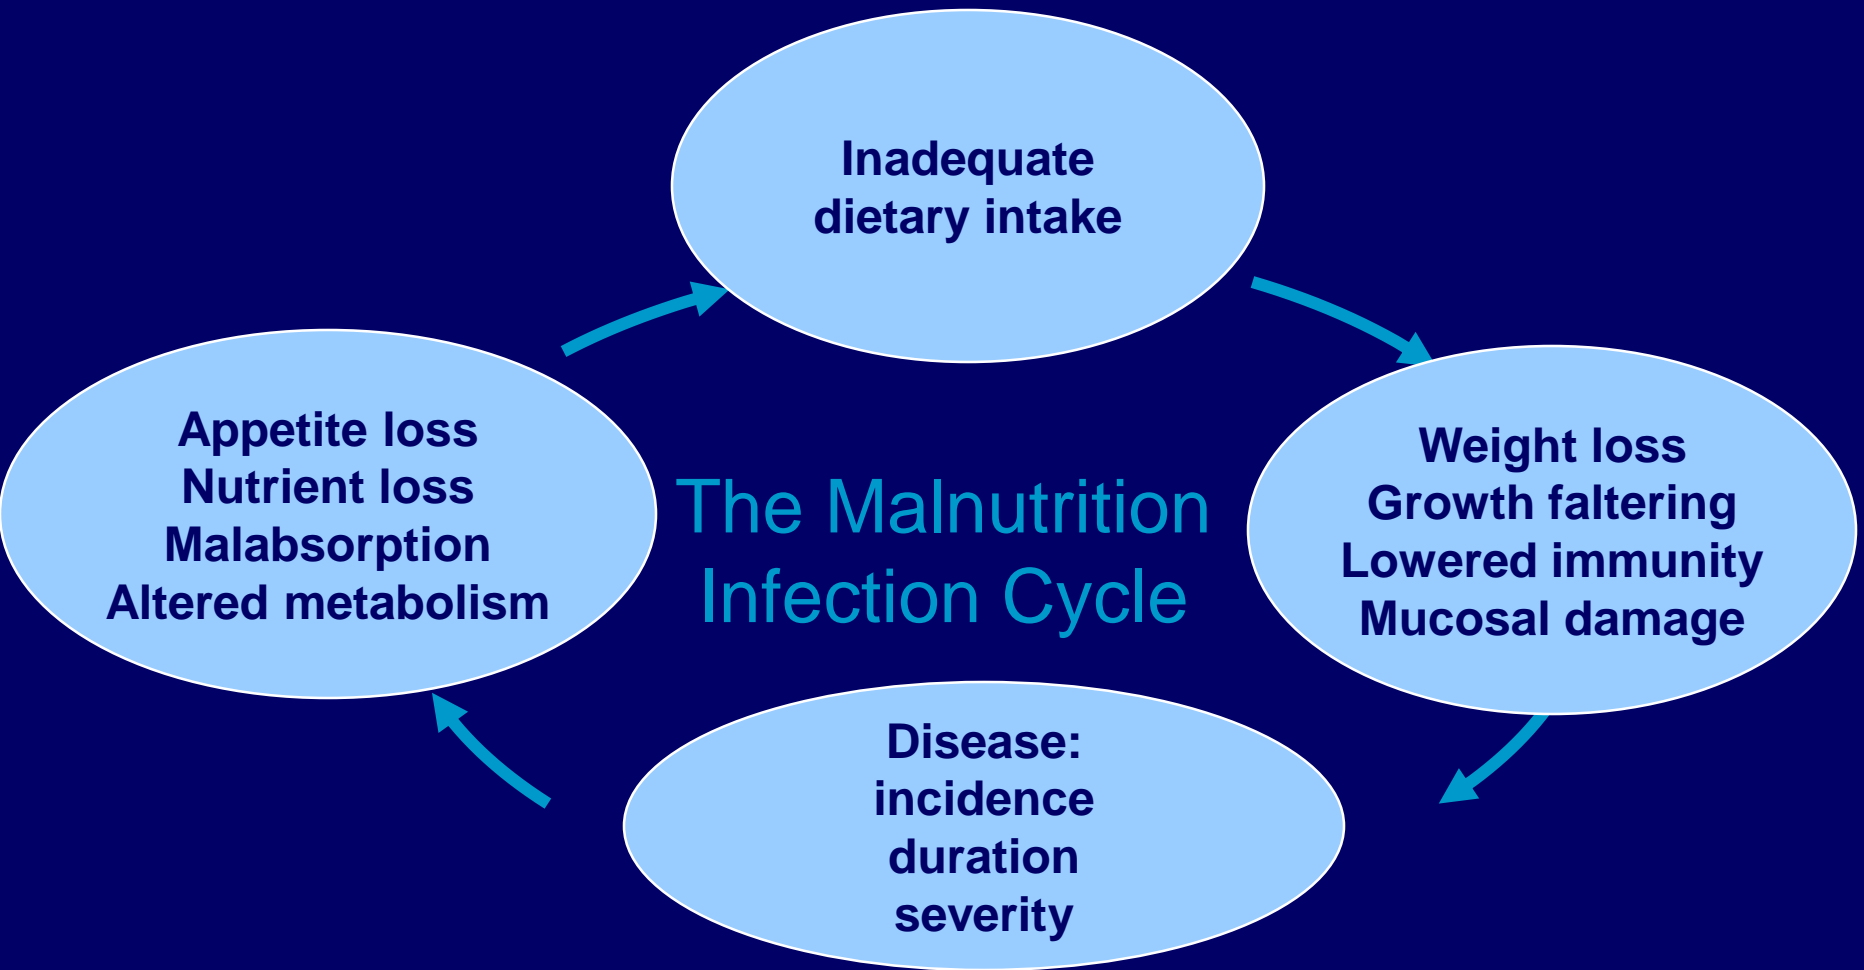 Inadequate
dietary intake
Appetite loss
Nutrient loss
Malabsorption
Altered metabolism
The Malnutrition
Infection Cycle
Weight loss
Growth faltering
Lowered immunity
Mucosal damage
Disease:
incidence
duration
severity